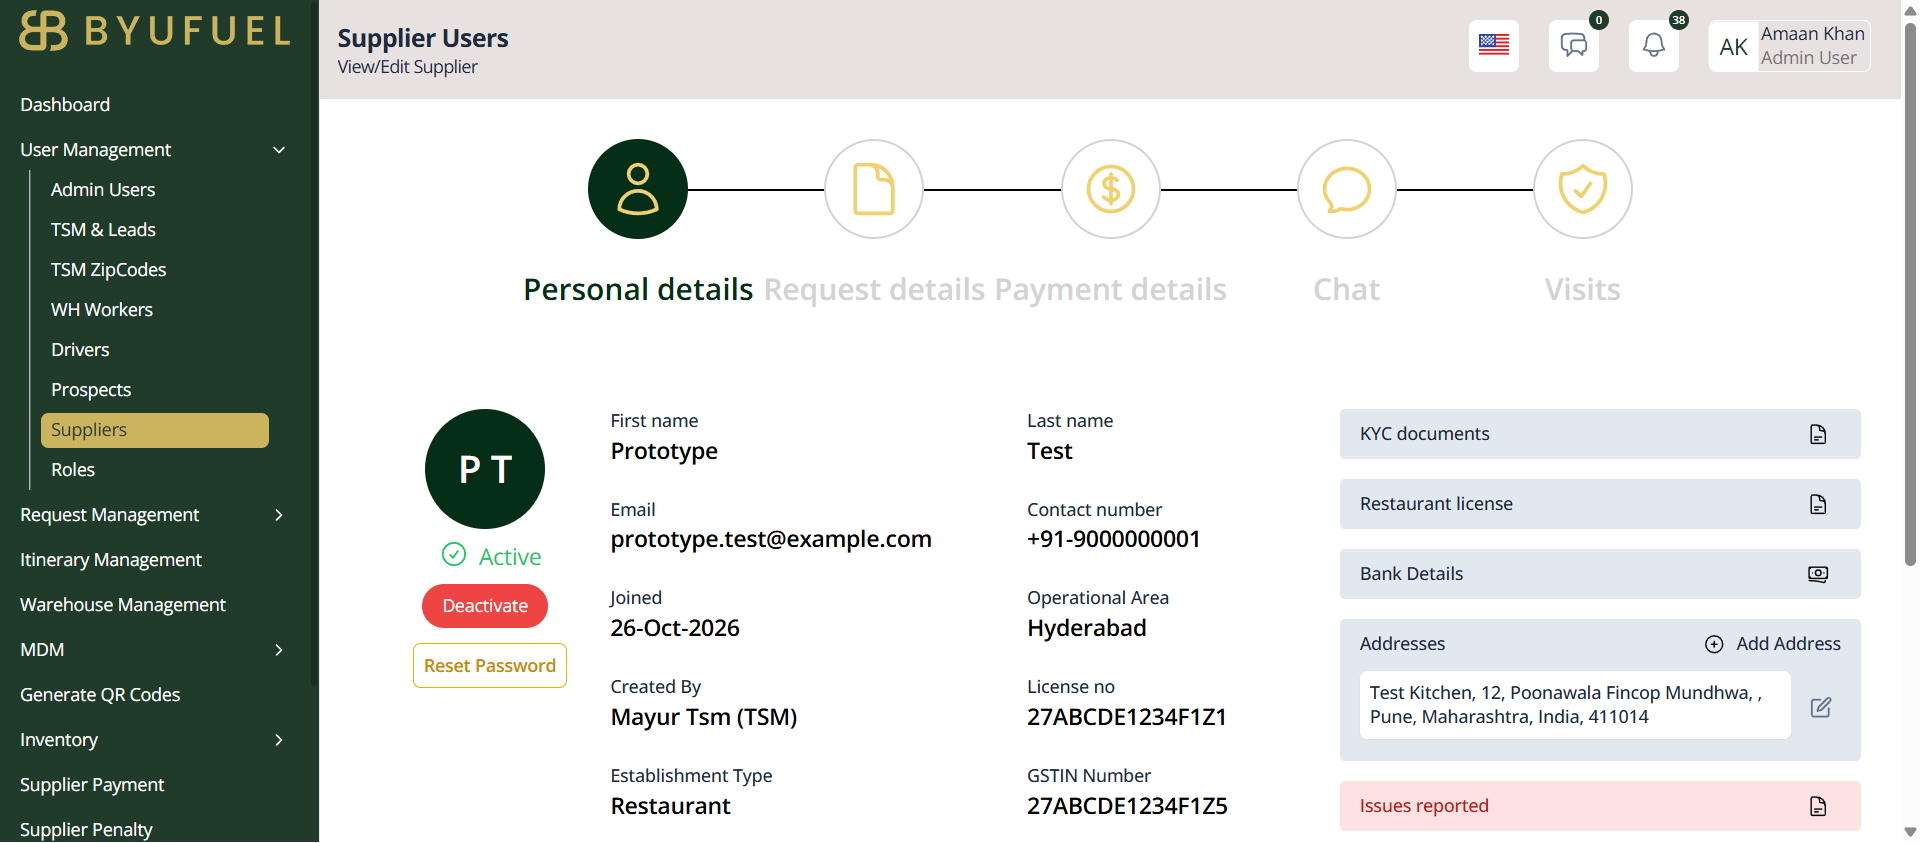 BYUFUEL
Dashboard
User Management
Admin Users
TSM & Leads
TSM ZipCodes
WH Workers
Drivers
Prospects
Suppliers
Roles
Request Management
Itinerary Management
Warehouse Management
MDM
Generate QR Codes
Inventory
Supplier Payment
Supplier Penalty
Supplier Users
View/Edit Supplier
0
38
AK
Amaan Khan
Admin User
Personal details
Request details
Payment details
Chat
Visits
P T
Active
Deactivate
Reset Password
First name
Prototype
Last name
Test
Email
prototype.test@example.com
Contact number
+91-9000000001
Joined
26-Oct-2026
Operational Area
Hyderabad
Created By
Mayur Tsm (TSM)
License no
27ABCDE1234F1Z1
Establishment Type
Restaurant
GSTIN Number
27ABCDE1234F1Z5
KYC documents
Restaurant license
Bank Details
Addresses
Add Address
Test Kitchen, 12, Poonawala Fincop Mundhwa, ,
Pune, Maharashtra, India, 411014
Issues reported